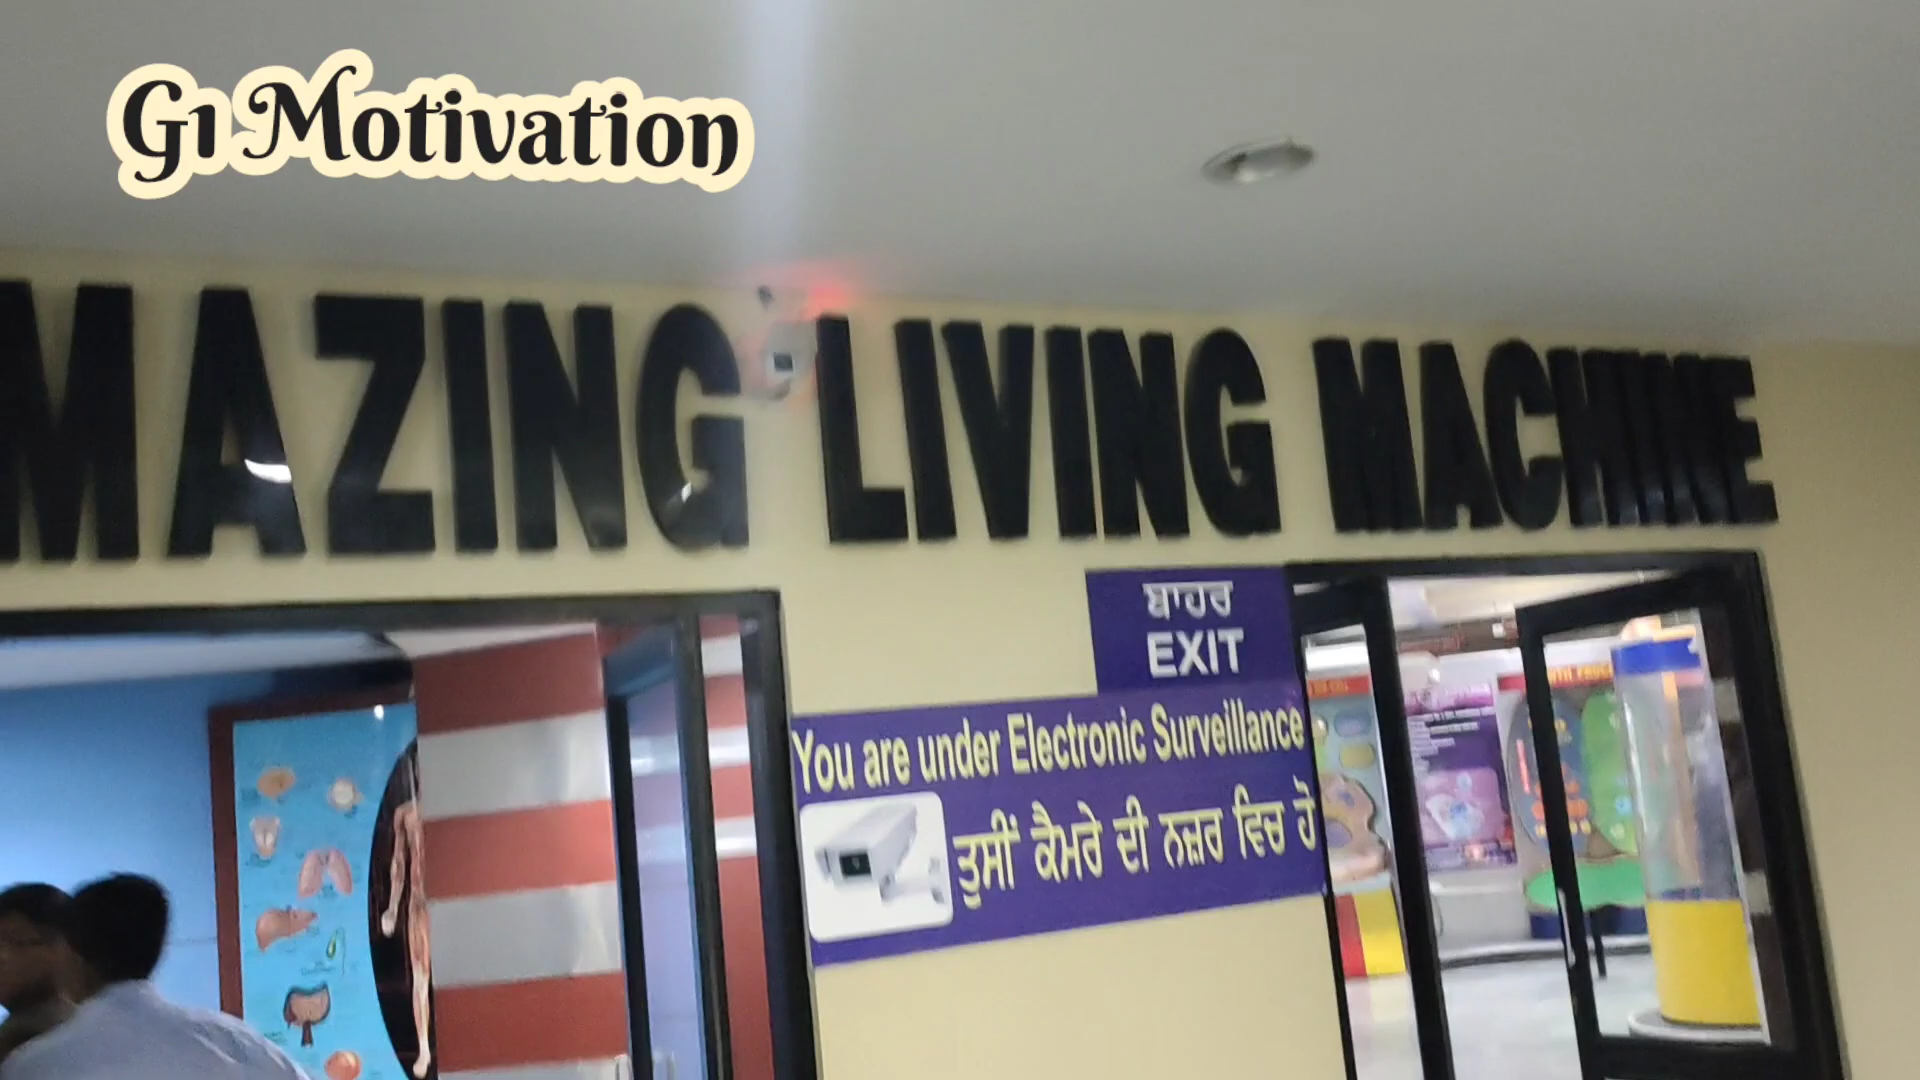 G1 Motivation
MAZING LIVING MACHINE
ਬਾਹਰ
EXIT
You are under Electronic Surveillance
ਤੁਸੀਂ ਕੈਮਰੇ ਦੀ ਨਜ਼ਰ ਵਿਚ ਹੋ